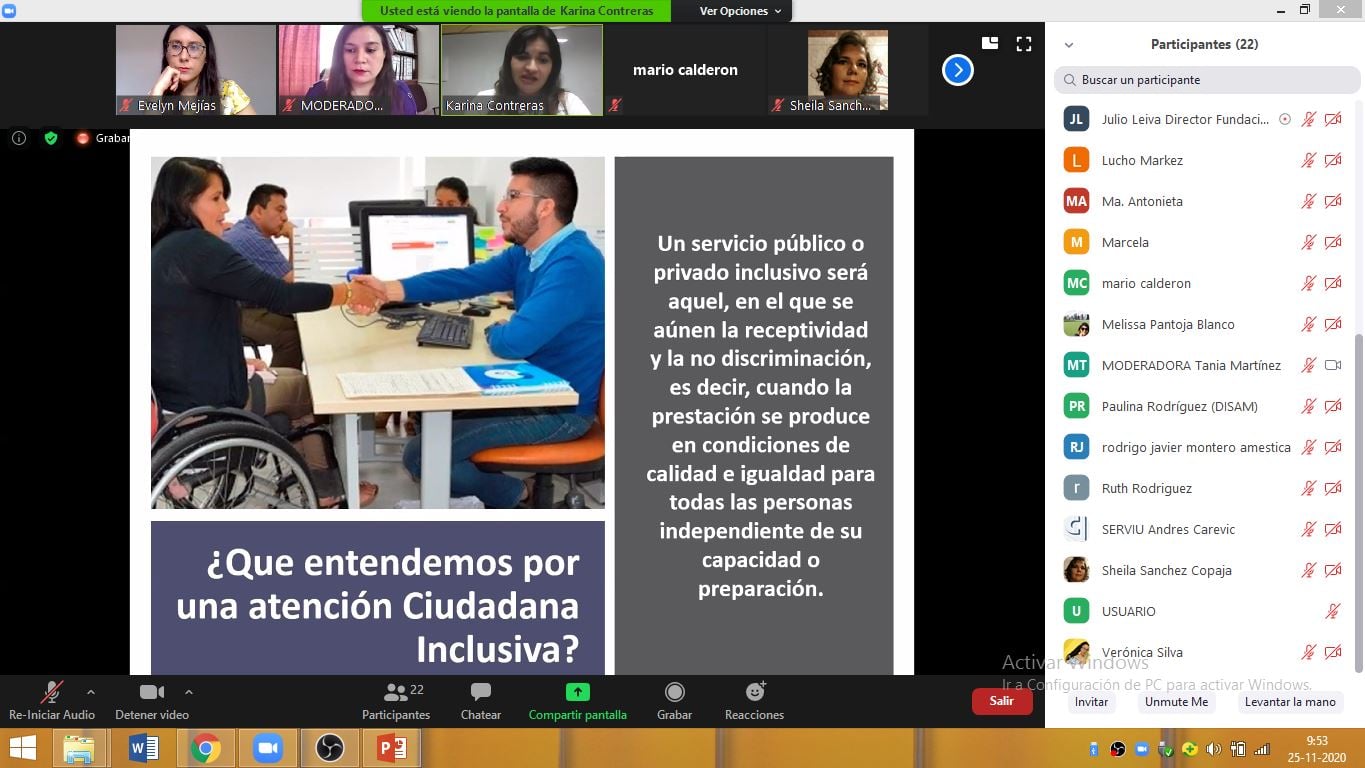 Usted está viendo la pantalla de Karina Contreras
Ver Opciones
Evelyn Mejías
MODERADO...
Karina Contreras
mario calderon
Sheila Sanch...
Grabar
Un servicio público o
privado inclusivo será
aquel, en el que se
aúnen la receptividad
y la no discriminación,
es decir, cuando la
prestación se produce
en condiciones de
calidad e igualdad para
todas las personas
independiente de su
capacidad o
preparación.
¿Que entendemos por
una atención Ciudadana
Inclusiva?
Participantes (22)
Buscar un participante
JL Julio Leiva Director Fundaci...
L Lucho Markez
MA Ma. Antonieta
M Marcela
MC mario calderon
Melissa Pantoja Blanco
MT MODERADORA Tania Martínez
PR Paulina Rodríguez (DISAM)
RJ rodrigo javier montero amestica
r Ruth Rodriguez
SERVIU Andres Carevic
Sheila Sanchez Copaja
U USUARIO
Verónica Silva
Activar Windows
Ir a Configuración de PC para activar Windows.
Invitar
Unmute Me
Levantar la mano
Re-Iniciar Audio
Detener video
22
Participantes
Chatear
Compartir pantalla
Grabar
Reacciones
Salir
9:53
25-11-2020